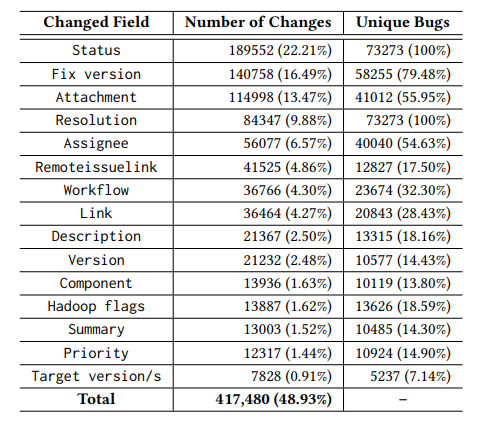 Changed Field Number of Changes Unique Bugs
Status 189552 (22.21%) 73273 (100%)
Fix version 140758 (16.49%) 58255 (79.48%)
Attachment 114998 (13.47%) 41012 (55.95%)
Resolution 84347 (9.88%) 73273 (100%)
Assignee 56077 (6.57%) 40040 (54.63%)
Remoteissuelink 41525 (4.86%) 12827 (17.50%)
Workflow 36766 (4.30%) 23674 (32.30%)
Link 36464 (4.27%) 20843 (28.43%)
Description 21367 (2.50%) 13315 (18.16%)
Version 21232 (2.48%) 10577 (14.43%)
Component 13936 (1.63%) 10119 (13.80%)
Hadoop flags 13887 (1.62%) 13626 (18.59%)
Summary 13003 (1.52%) 10485 (14.30%)
Priority 12317 (1.44%) 10924 (14.90%)
Target version/s 7828 (0.91%) 5237 (7.14%)
Total 417,480 (48.93%) –